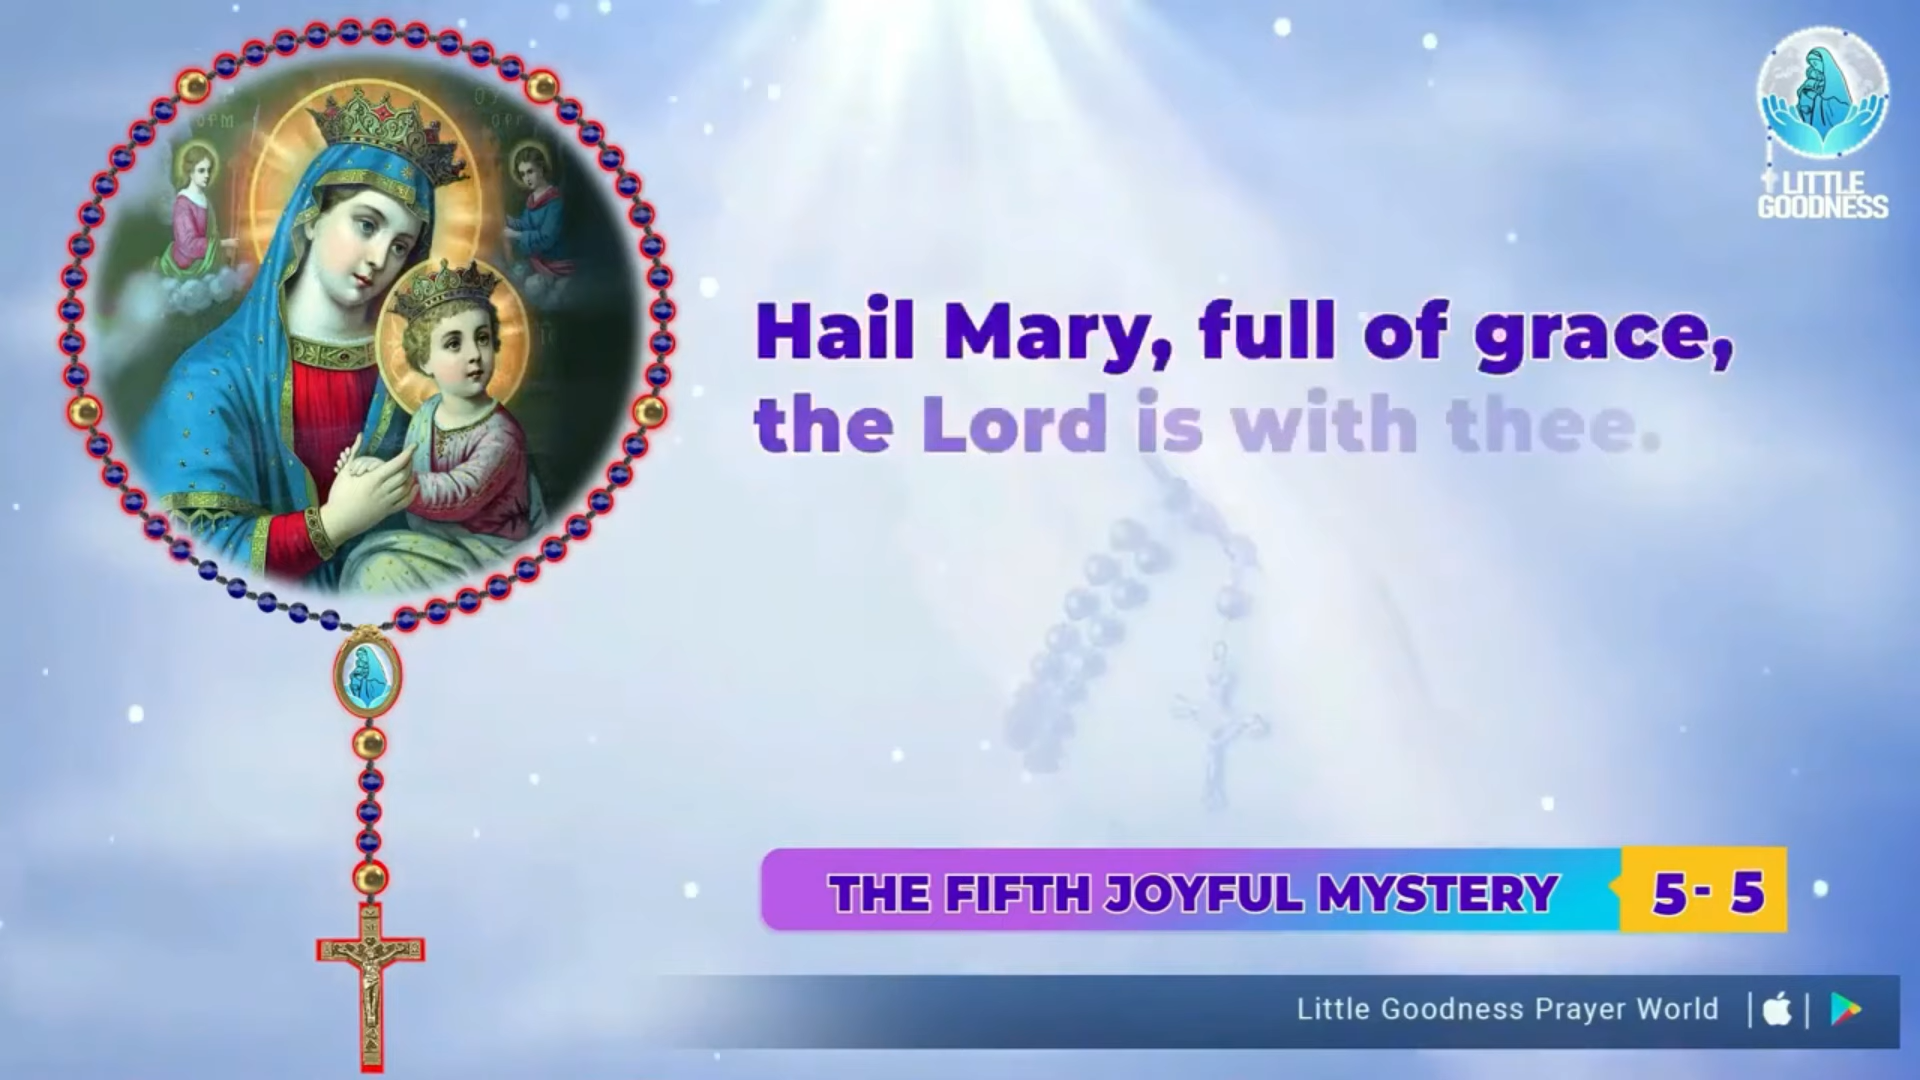 LITTLE
GOODNESS
Hail Mary, full of grace,
the Lord is with thee.
THE FIFTH JOYFUL MYSTERY
5- 5
Little Goodness Prayer World